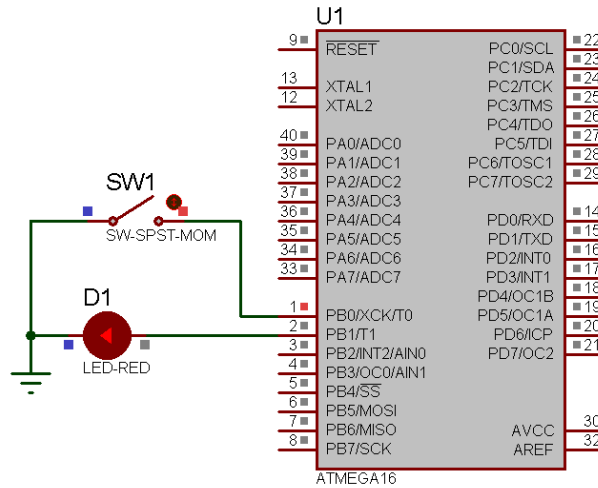 U1
9 RESET PC0/SCL 22
PC1/SDA 23
13 XTAL1 PC2/TCK 24
12 XTAL2 PC3/TMS 25
PC4/TDO 26
40 PA0/ADC0 PC5/TDI 27
39 PA1/ADC1 PC6/TOSC1 28
38 PA2/ADC2 PC7/TOSC2 29
37 PA3/ADC3
36 PA4/ADC4 PD0/RXD 14
35 PA5/ADC5 PD1/TXD 15
34 PA6/ADC6 PD2/INT0 16
33 PA7/ADC7 PD3/INT1 17
PD4/OC1B 18
1 PB0/XCK/T0 PD5/OC1A 19
2 PB1/T1 PD6/ICP 20
3 PB2/INT2/AIN0 PD7/OC2 21
4 PB3/OC0/AIN1
5 PB4/SS
6 PB5/MOSI
7 PB6/MISO AVCC 30
8 PB7/SCK AREF 32
ATMEGA16
SW1
SW-SPST-MOM
D1
LED-RED